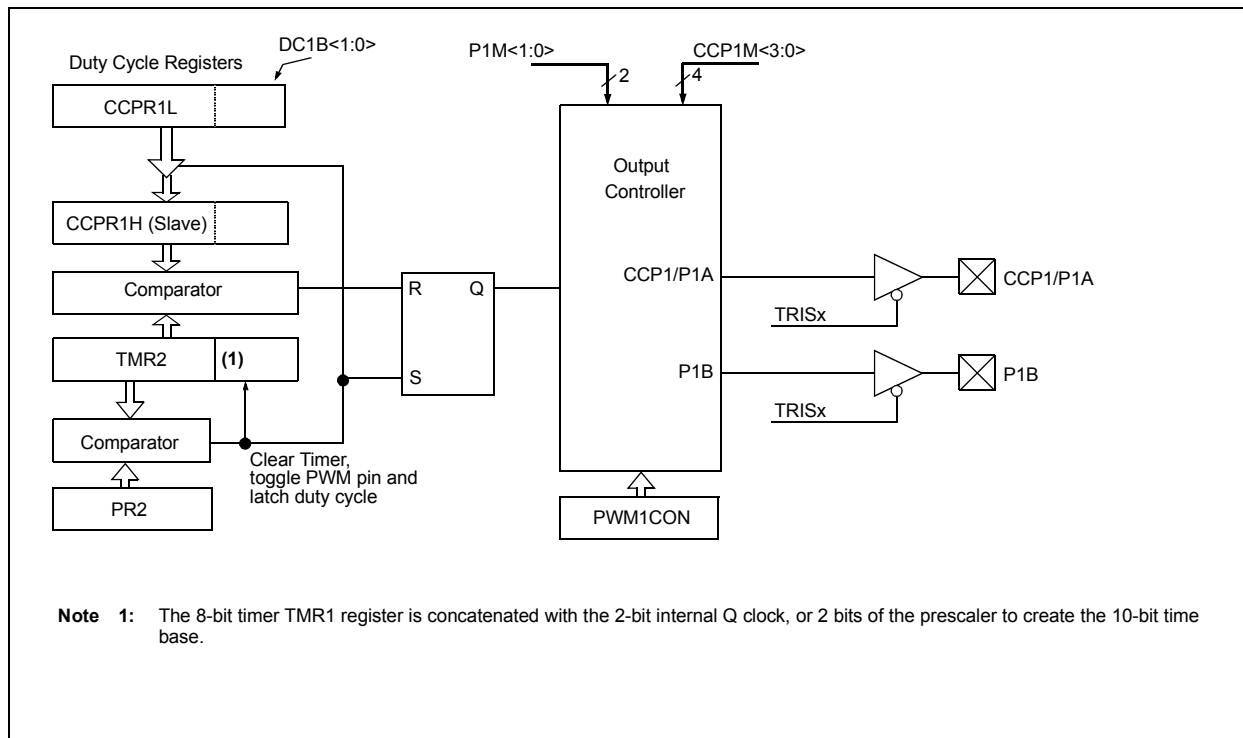 DC1B<1:0>
P1M<1:0>
CCP1M<3:0>
Duty Cycle Registers
2
4
CCPR1L
Output
Controller
CCPR1H (Slave)
CCP1/P1A
CCP1/P1A
Comparator
R
Q
TRISx
TMR2
(1)
P1B
P1B
S
TRISx
Comparator
Clear Timer,
toggle PWM pin and
latch duty cycle
PR2
PWM1CON
Note 1: The 8-bit timer TMR1 register is concatenated with the 2-bit internal Q clock, or 2 bits of the prescaler to create the 10-bit time
base.